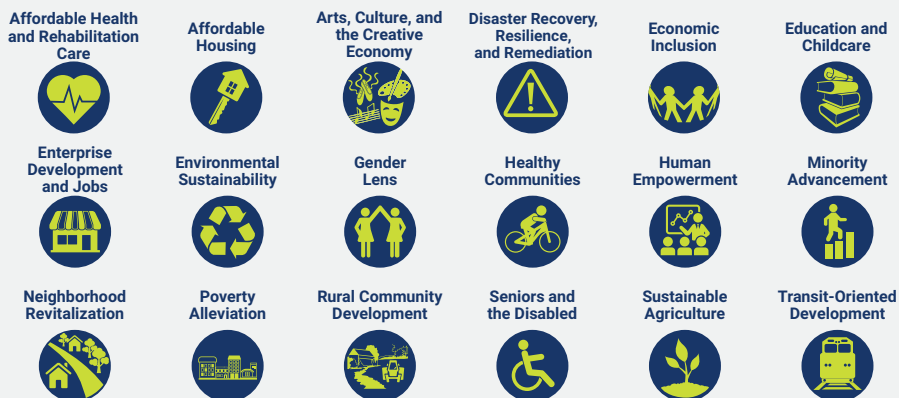 Affordable Health
and Rehabilitation
Care
Affordable
Housing
Arts, Culture, and
the Creative
Economy
Disaster Recovery,
Resilience,
and Remediation
Economic
Inclusion
Education and
Childcare
Enterprise
Development
and Jobs
Environmental
Sustainability
Gender
Lens
Healthy
Communities
Human
Empowerment
Minority
Advancement
Neighborhood
Revitalization
Poverty
Alleviation
Rural Community
Development
Seniors and
the Disabled
Sustainable
Agriculture
Transit-Oriented
Development